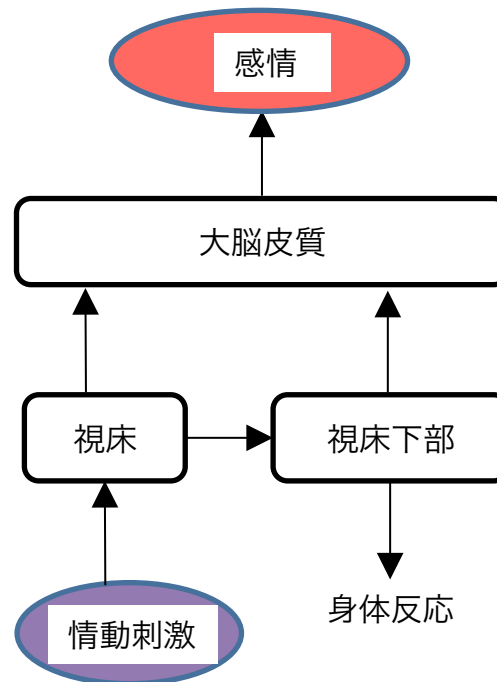 感情
大脳皮質
視床
視床下部
情動刺激
身体反応